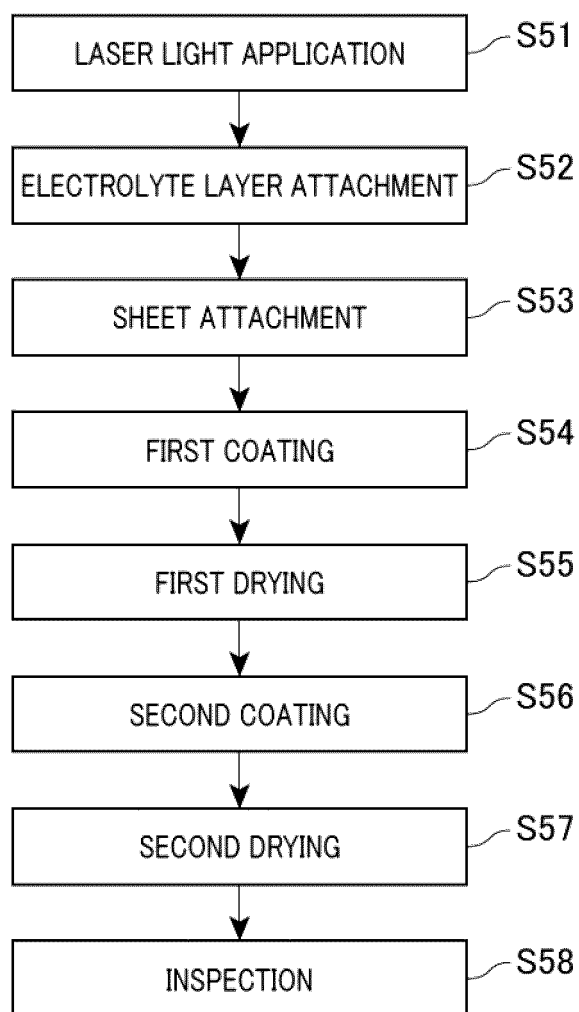 LASER LIGHT APPLICATION S51
ELECTROLYTE LAYER ATTACHMENT S52
SHEET ATTACHMENT S53
FIRST COATING S54
FIRST DRYING S55
SECOND COATING S56
SECOND DRYING S57
INSPECTION S58